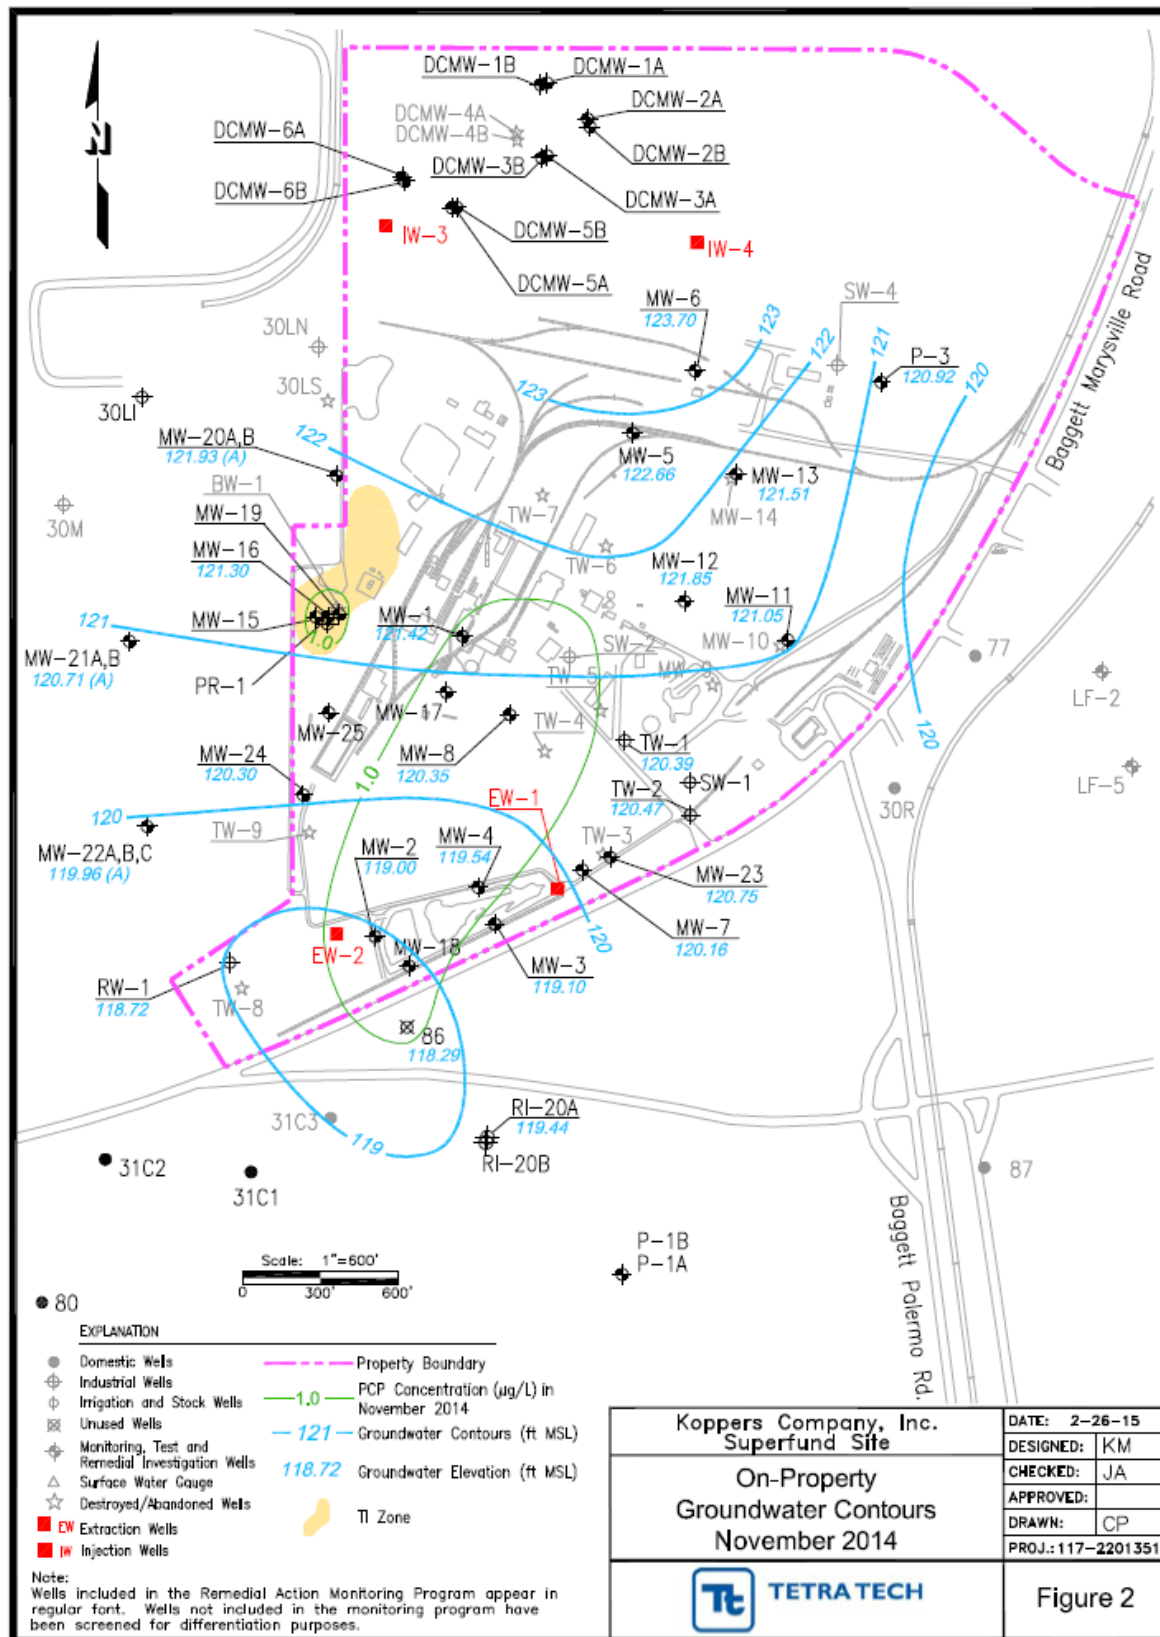 N
DCMW-1B
DCMW-1A
DCMW-2A
DCMW-4A
DCMW-4B
DCMW-6A
DCMW-2B
DCMW-3B
DCMW-6B
DCMW-3A
IW-3
DCMW-5B
IW-4
DCMW-5A
Baggett Marysville Road
MW-6
123.70
SW-4
30LN
123
122
121
P-3
120.92
120
30LS
123
30LI
122
MW-20A,B
121.93 (A)
MW-5
122.66
MW-13
121.51
BW-1
30M
MW-19
TW-7
MW-14
MW-16
121.30
TW-6
MW-12
121.85
MW-11
121.05
121
MW-15
MW-1
121.42
1.0
SW-2
MW-10
77
MW-21A,B
120.71 (A)
PR-1
TW-5
LF-2
MW-25
MW-17
TW-4
120
MW-8
120.35
TW-1
120.39
MW-24
120.30
1.0
EW-1
SW-1
LF-5
TW-2
120.47
30R
120
TW-9
MW-22A,B,C
119.96 (A)
MW-2
119.00
MW-4
119.54
TW-3
MW-23
120.75
MW-7
120.16
120
EW-2
MW-18
MW-3
119.10
RW-1
118.72
TW-8
86
118.29
31C3
119
RI-20A
119.44
RI-20B
31C2
31C1
87
Baggett Palermo Rd.
P-1B
P-1A
Scale: 1"=600'
0 300' 600'
80
EXPLANATION
Domestic Wells
Industrial Wells
Irrigation and Stock Wells
Unused Wells
Monitoring, Test and
Remedial Investigation Wells
Surface Water Gauge
Destroyed/Abandoned Wells
EW Extraction Wells
IW Injection Wells
Property Boundary
1.0 PCP Concentration (µg/L) in
November 2014
121 Groundwater Contours (ft MSL)
118.72 Groundwater Elevation (ft MSL)
TI Zone
Note:
Wells included in the Remedial Action Monitoring Program appear in
regular font. Wells not included in the monitoring program have
been screened for differentiation purposes.
Koppers Company, Inc.
Superfund Site
On-Property
Groundwater Contours
November 2014
Tt TETRA TECH
DATE: 2-26-15
DESIGNED: KM
CHECKED: JA
APPROVED:
DRAWN: CP
PROJ.: 117-2201351
Figure 2